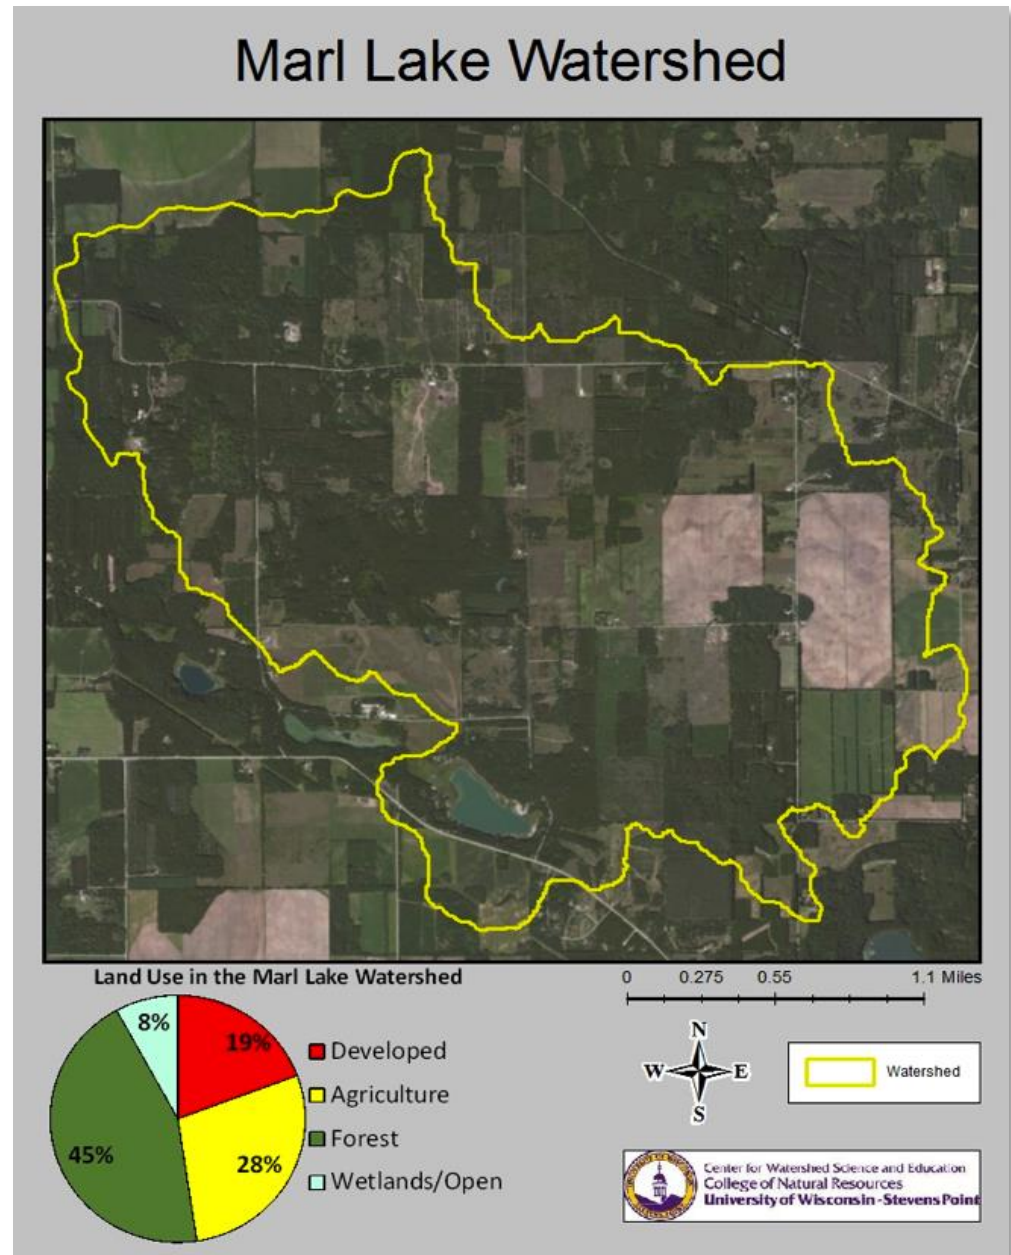 Marl Lake Watershed
Land Use in the Marl Lake Watershed
8%
19%
45%
28%
Developed
Agriculture
Forest
Wetlands/Open
0 0.275 0.55 1.1 Miles
N
W E
S
Watershed
Center for Watershed Science and Education
College of Natural Resources
University of Wisconsin - Stevens Point